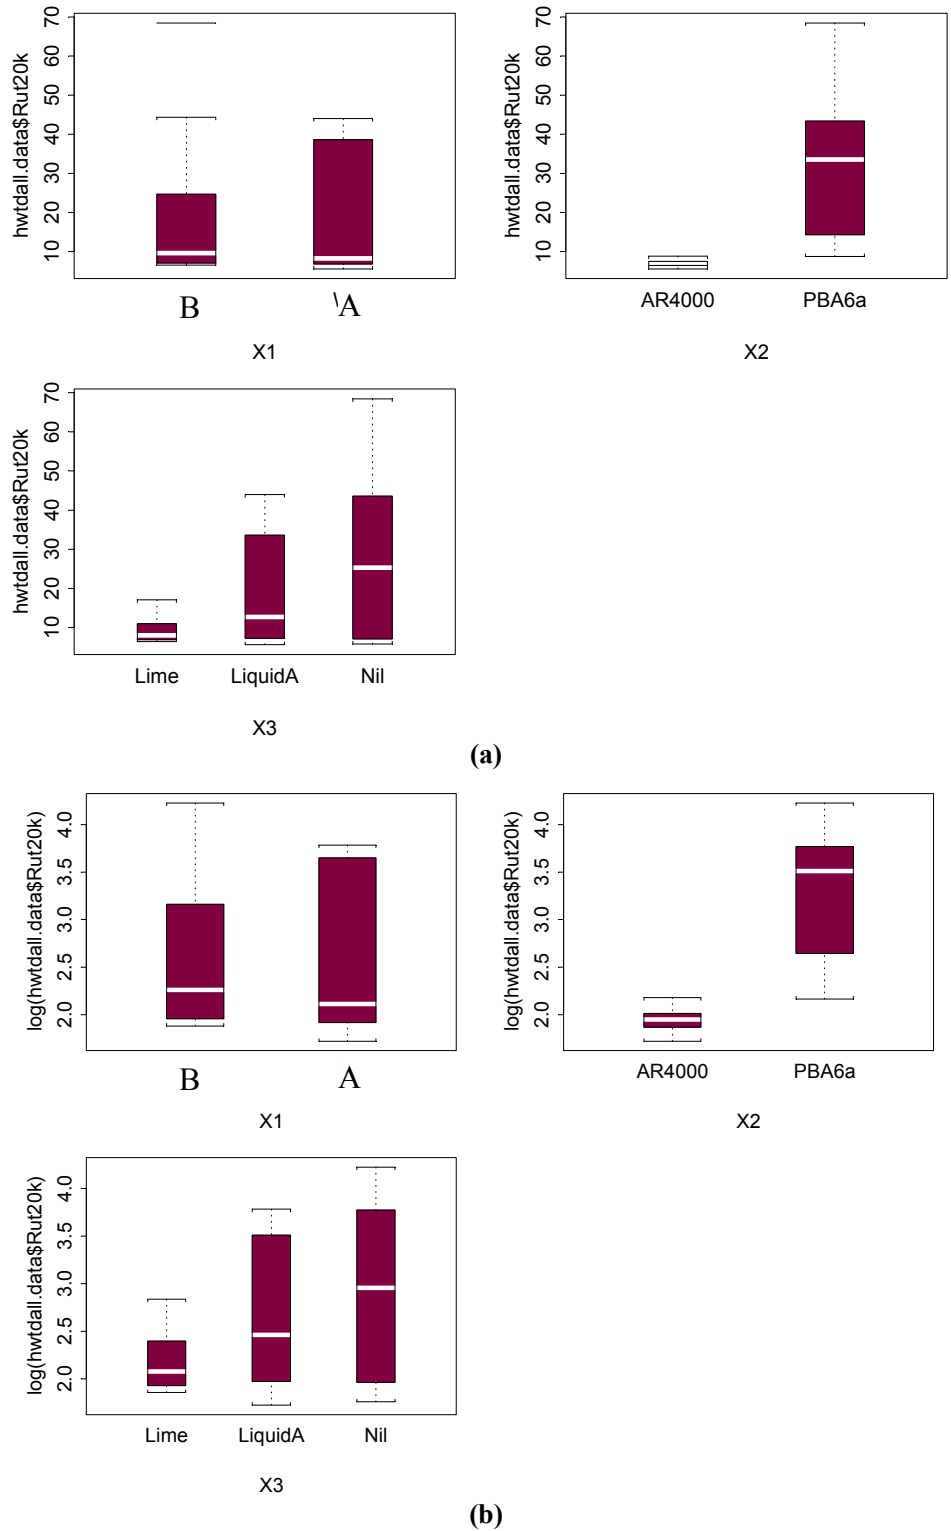 hwtdall.data$Rut20k
70
60
50
40
30
20
10
B
\A
X1
hwtdall.data$Rut20k
70
60
50
40
30
20
10
AR4000
PBA6a
X2
hwtdall.data$Rut20k
70
60
50
40
30
20
10
Lime
LiquidA
Nil
X3
(a)
log(hwtdall.data$Rut20k)
4.0
3.5
3.0
2.5
2.0
B
A
X1
log(hwtdall.data$Rut20k)
4.0
3.5
3.0
2.5
2.0
AR4000
PBA6a
X2
log(hwtdall.data$Rut20k)
4.0
3.5
3.0
2.5
2.0
Lime
LiquidA
Nil
X3
(b)